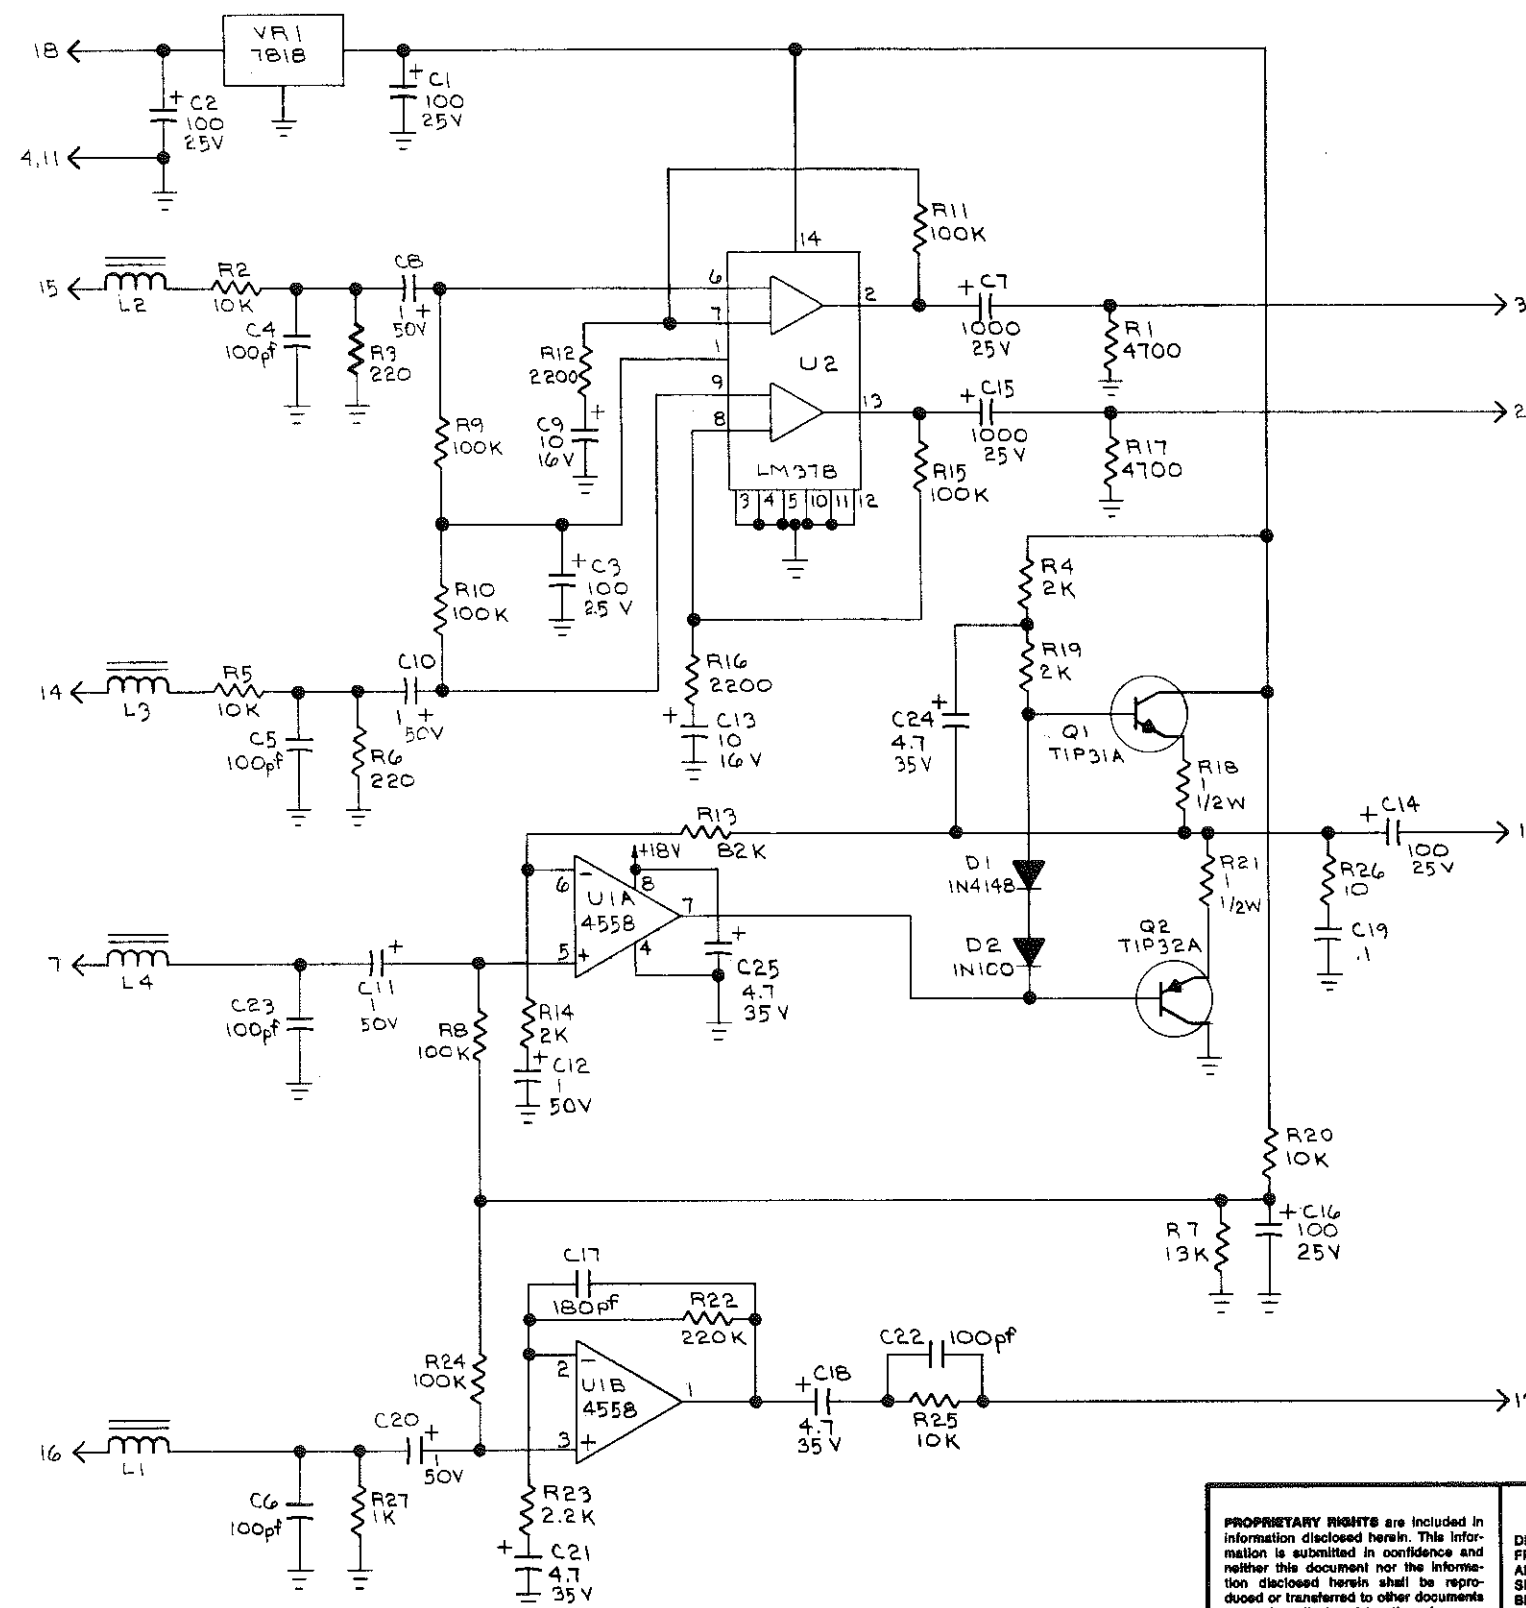 18
VR1
7818
+ C2
100
25V
+ C1
100
25V
4,11
15
L2
R2
10K
C4
100pf
R3
220
C8
1 +
50V
R9
100K
R10
100K
+ C3
100
25 V
R12
2200
C9 +
10
16V
R11
100K
14
6
7
1
9
8
2
13
U2
LM378
3 4 5 10 11 12
+ C7
1000
25V
R1
4700
3
+ C15
1000
25V
R17
4700
2
R15
100K
14
L3
R5
10K
C5
100pf
R6
220
C10
1 +
50V
R16
2200
+ C13
10
16V
R4
2K
R19
2K
C24 +
4.7
35V
Q1
TIP31A
R18
1
1/2W
R13
82K
+18V
6 -
8
U1A
4558
7
5 +
4
+
C25
4.7
35V
D1
1N4148
D2
1N100
R21
1
1/2W
Q2
TIP32A
+ C14
100
25V
1
R26
10
C19
.1
7
L4
C23
100pf
+
C11
1
50V
R8
100K
R14
2K
+ C12
1
50V
R20
10K
R7
13K
+ C16
100
25V
C17
180pf
R22
220K
R24
100K
2 -
U1B
4558
1
3 +
+ C18
4.7
35V
C22 100pf
R25
10K
16
L1
C6
100pf
R27
1K
C20 +
1
50V
R23
2.2K
+ C21
4.7
35V
PROPRIETARY RIGHTS are included in
information disclosed herein. This infor-
mation is submitted in confidence and
neither this document nor the informa-
tion disclosed herein shall be repro-
duced or transferred to other documents